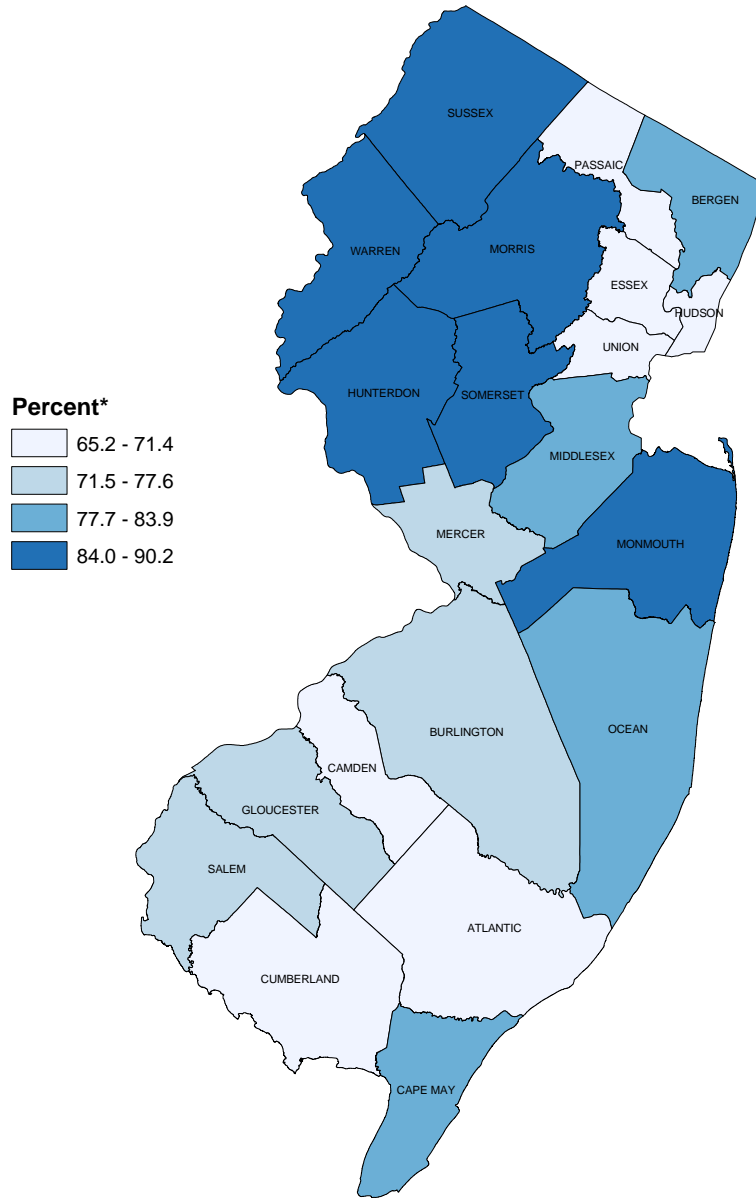 SUSSEX
PASSAIC
BERGEN
WARREN
MORRIS
ESSEX
HUDSON
UNION
HUNTERDON
SOMERSET
Percent*
65.2 - 71.4
71.5 - 77.6
77.7 - 83.9
84.0 - 90.2
MIDDLESEX
MERCER
MONMOUTH
OCEAN
BURLINGTON
CAMDEN
GLOUCESTER
SALEM
ATLANTIC
CUMBERLAND
CAPE MAY